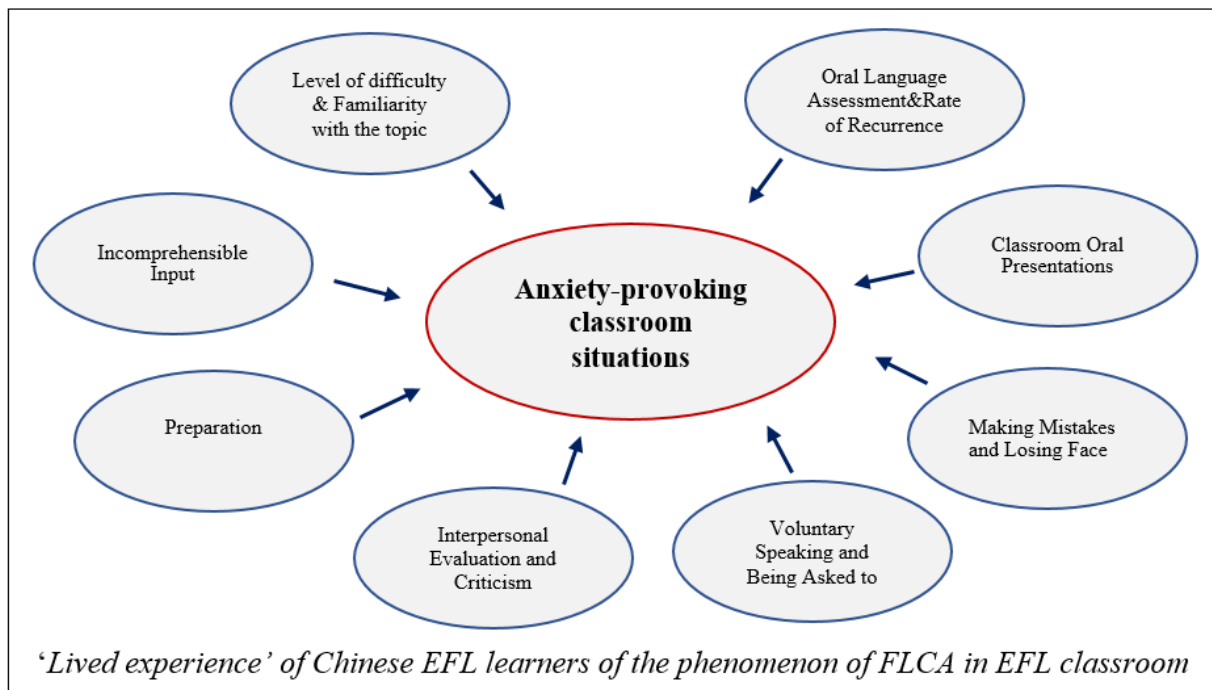 Level of difficulty
& Familiarity
with the topic
Oral Language
Assessment&Rate
of Recurrence
Incomprehensible
Input
Classroom Oral
Presentations
Anxiety-provoking
classroom
situations
Preparation
Making Mistakes
and Losing Face
Interpersonal
Evaluation and
Criticism
Voluntary
Speaking and
Being Asked to
‘Lived experience’ of Chinese EFL learners of the phenomenon of FLCA in EFL classroom